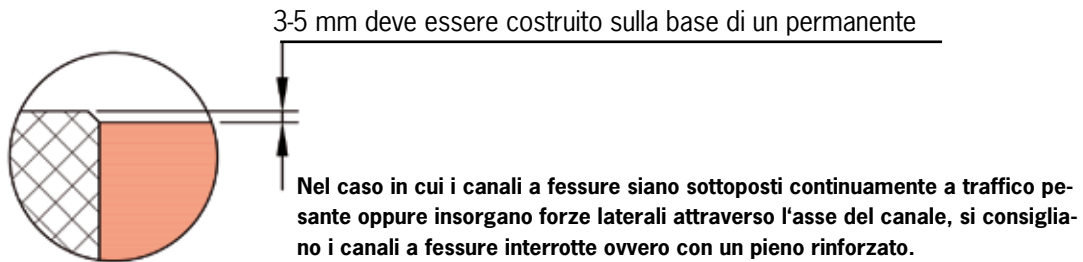 3-5 mm deve essere costruito sulla base di un permanente
Nel caso in cui i canali a fessure siano sottoposti continuamente a traffico pe-
sante oppure insorgano forze laterali attraverso l‘asse del canale, si consiglia-
no i canali a fessure interrotte ovvero con un pieno rinforzato.